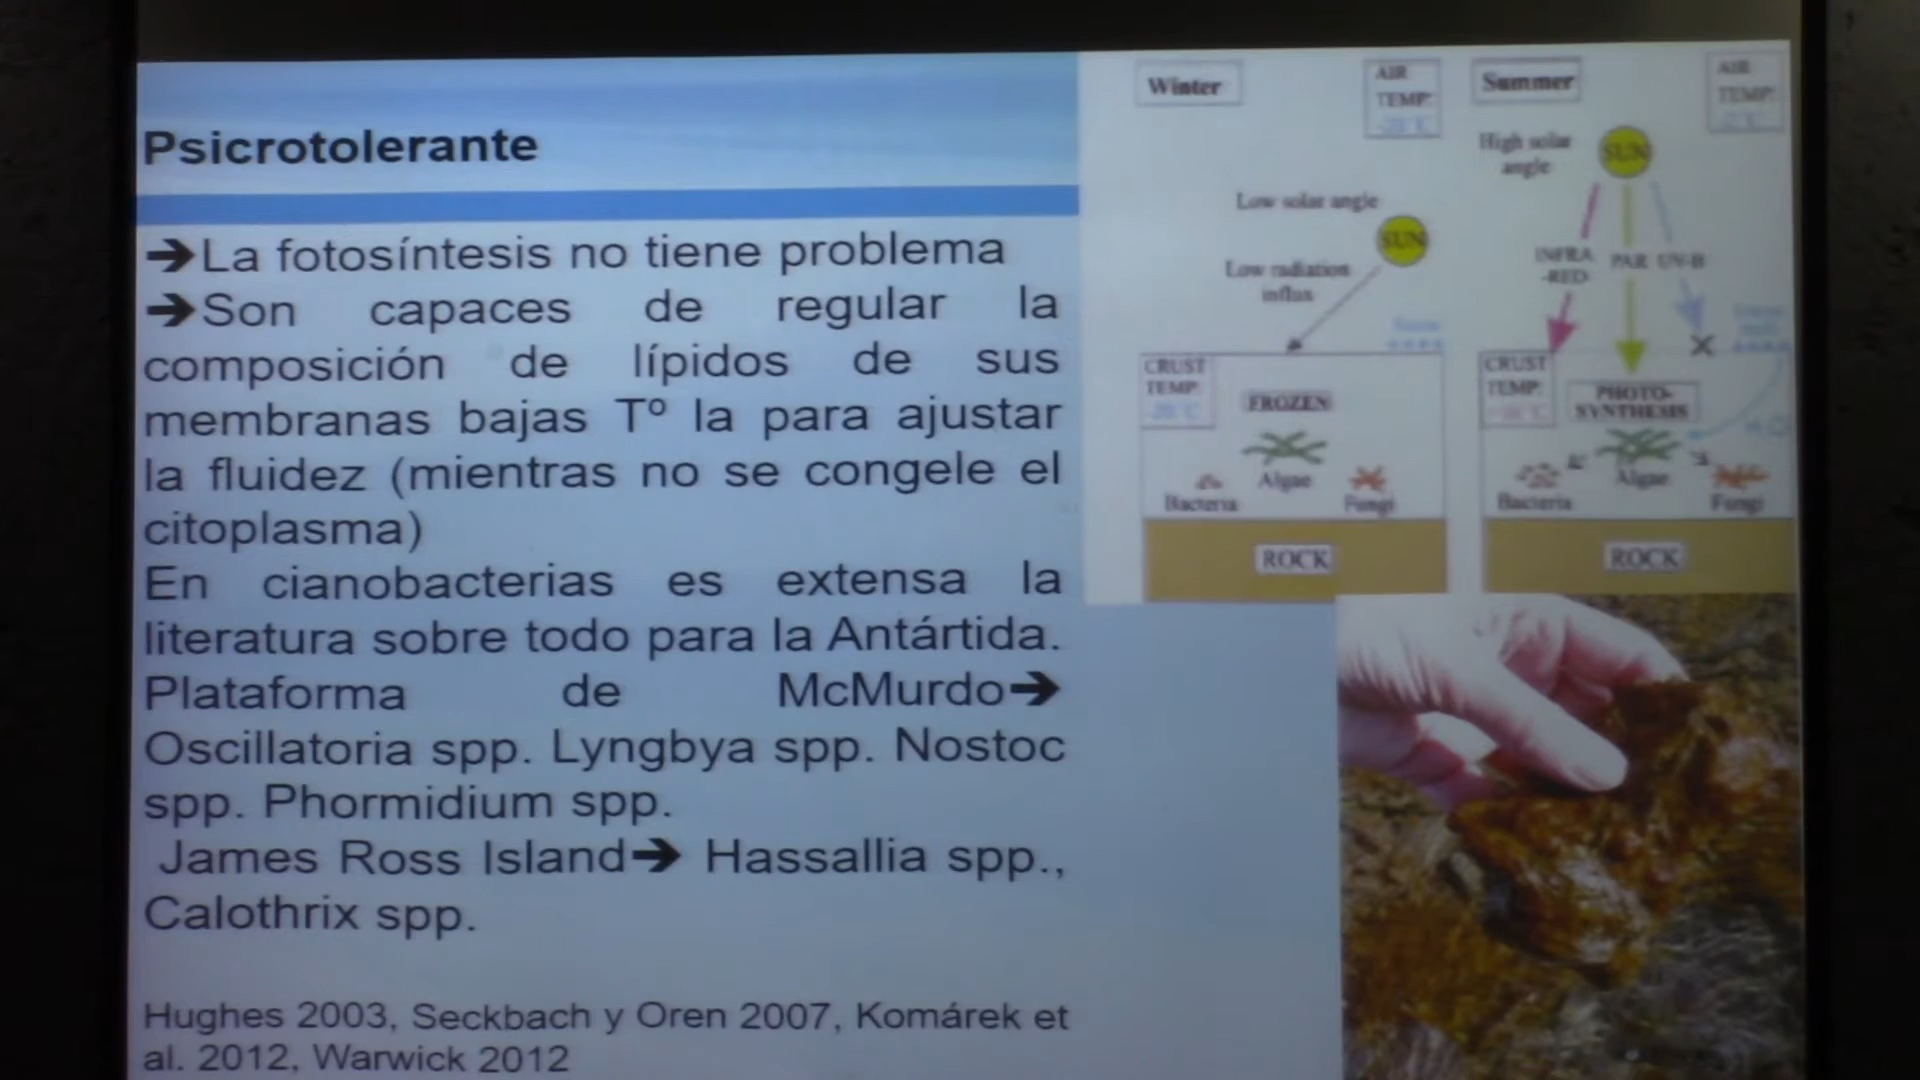 Psicrotolerante
➔La fotosíntesis no tiene problema
➔Son capaces de regular la
composición de lípidos de sus
membranas bajas Tº la para ajustar
la fluidez (mientras no se congele el
citoplasma)
En cianobacterias es extensa la
literatura sobre todo para la Antártida.
Plataforma de McMurdo➔
Oscillatoria spp. Lyngbya spp. Nostoc
spp. Phormidium spp.
James Ross Island➔ Hassallia spp.,
Calothrix spp.
Hughes 2003, Seckbach y Oren 2007, Komárek et
al. 2012, Warwick 2012
Winter
AIR
TEMP:
-20°C
Low solar angle
SUN
Low radiation
influx
CRUST
TEMP:
-20°C
FROZEN
Algae
Bacteria
Fungi
ROCK
Summer
AIR
TEMP:
High solar
angle
SUN
INFRA
-RED
PAR
UV-B
CRUST
TEMP:
PHOTO-
SYNTHESIS
Algae
Bacteria
Fungi
ROCK